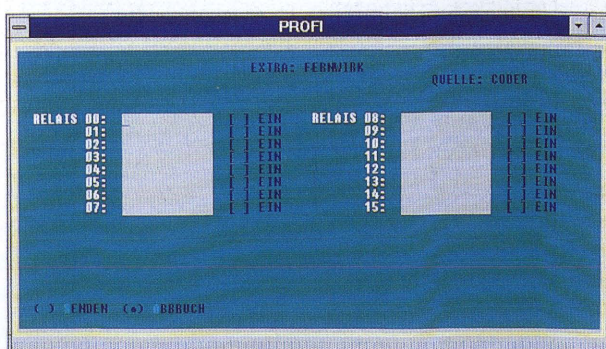 PROFI
EXTRA: FERNWIRK
QUELLE: CODER
RELAIS 00: [ ] EIN RELAIS 08: [ ] EIN
01: [ ] EIN 09: [ ] EIN
02: [ ] EIN 10: [ ] EIN
03: [ ] EIN 11: [ ] EIN
04: [ ] EIN 12: [ ] EIN
05: [ ] EIN 13: [ ] EIN
06: [ ] EIN 14: [ ] EIN
07: [ ] EIN 15: [ ] EIN
( ) SENDEN (•) ABBRUCH